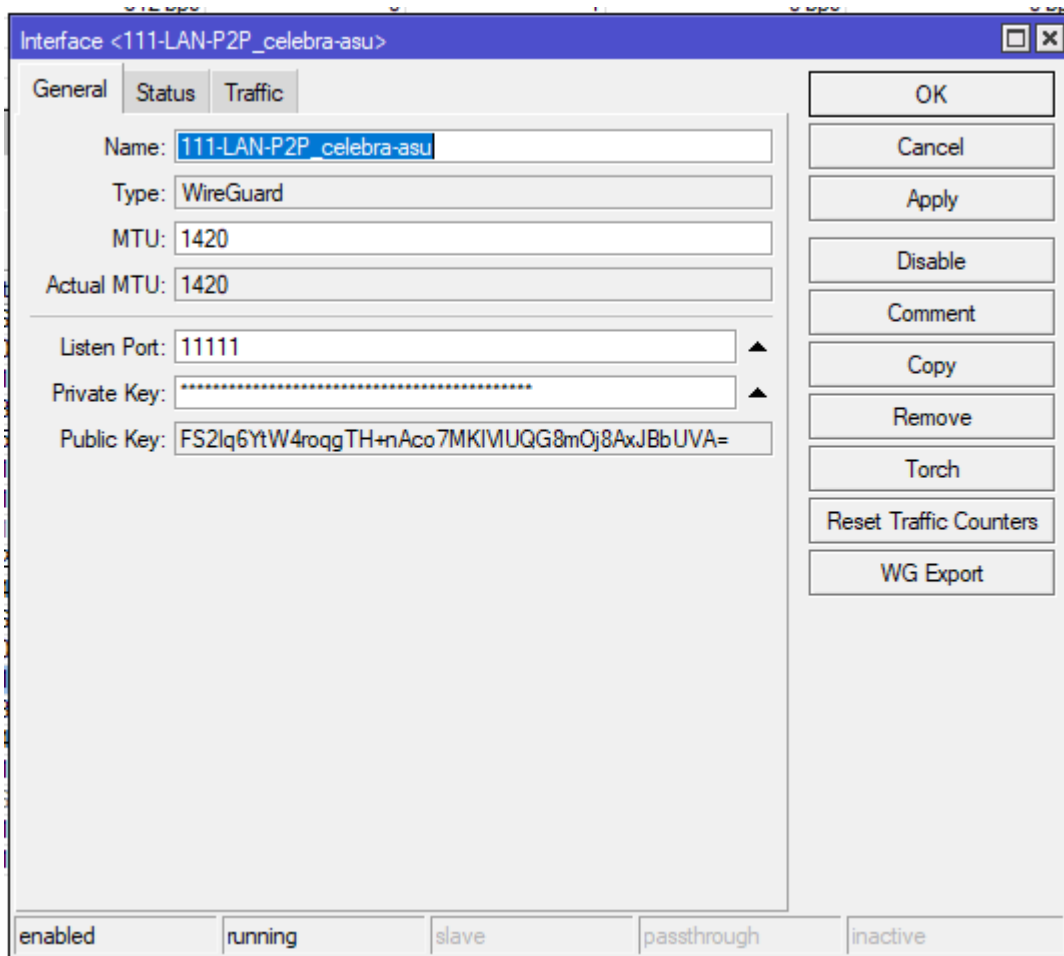 Interface <111-LAN-P2P_celebra-asu>
General Status Traffic
Name: 111-LAN-P2P_celebra-asu
Type: WireGuard
MTU: 1420
Actual MTU: 1420
Listen Port: 11111
Private Key: ********************************************
Public Key:
OK
Cancel
Apply
Disable
Comment
Copy
Remove
Torch
Reset Traffic Counters
WG Export
enabled running slave passthrough inactive